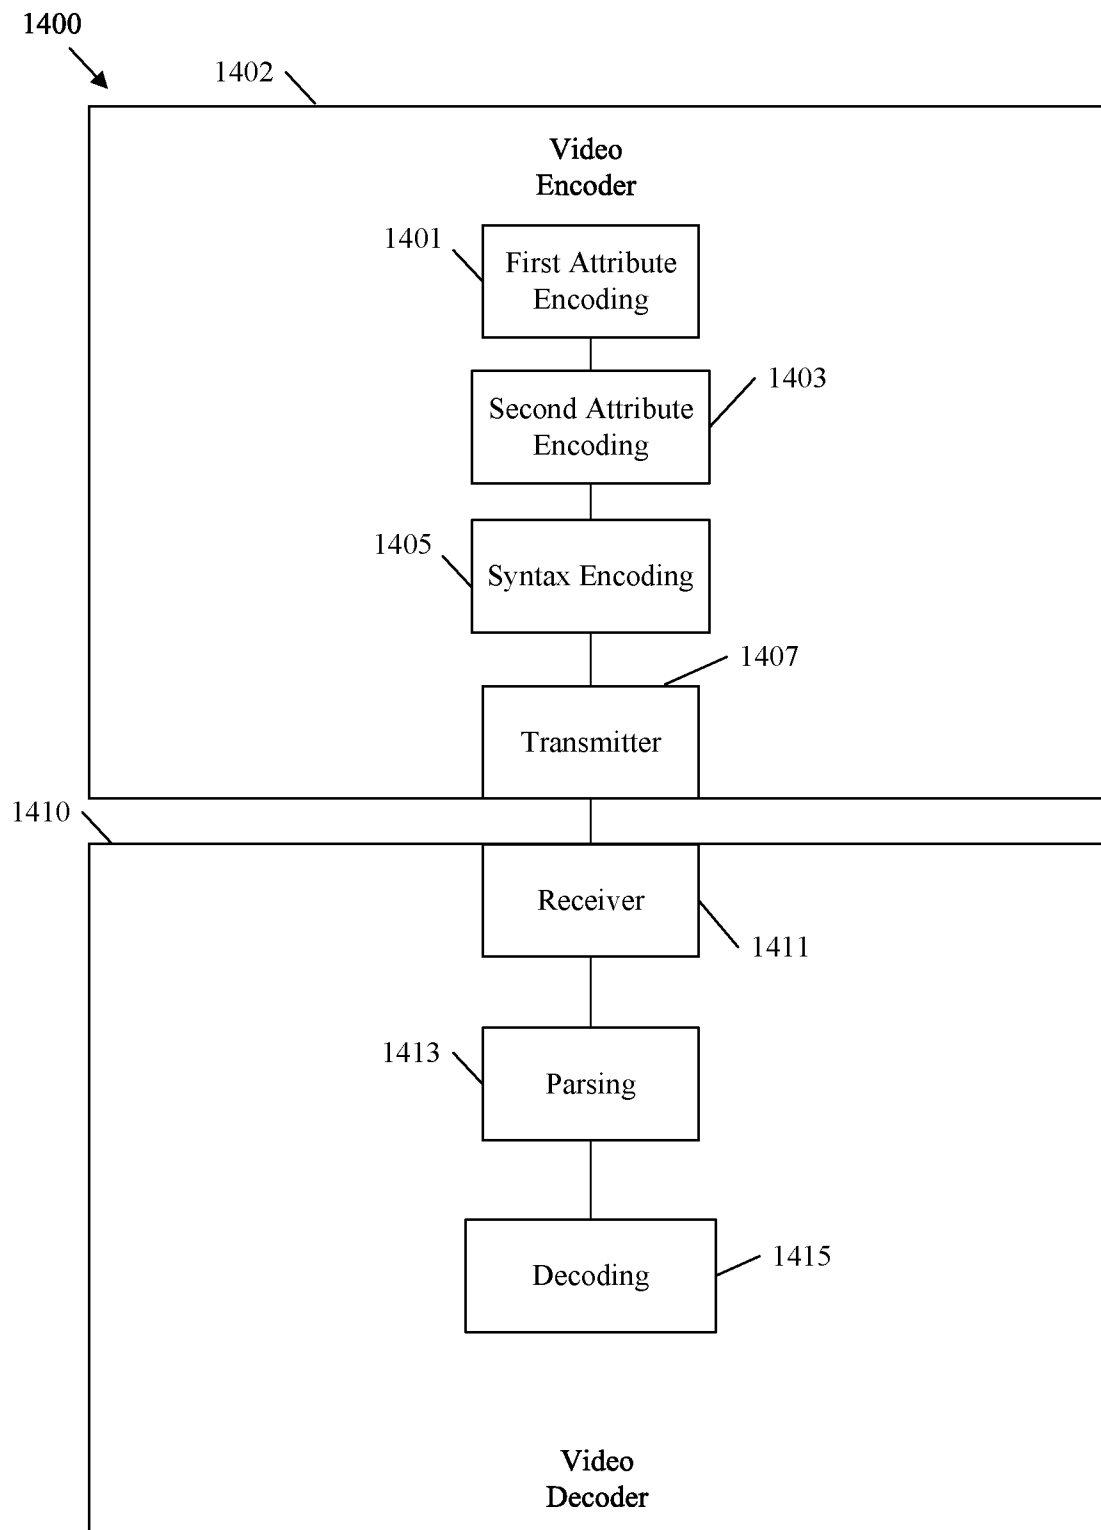 1400
1402
Video
Encoder
1401
First Attribute
Encoding
1403
Second Attribute
Encoding
1405
Syntax Encoding
1407
Transmitter
1410
Receiver
1411
1413
Parsing
1415
Decoding
Video
Decoder